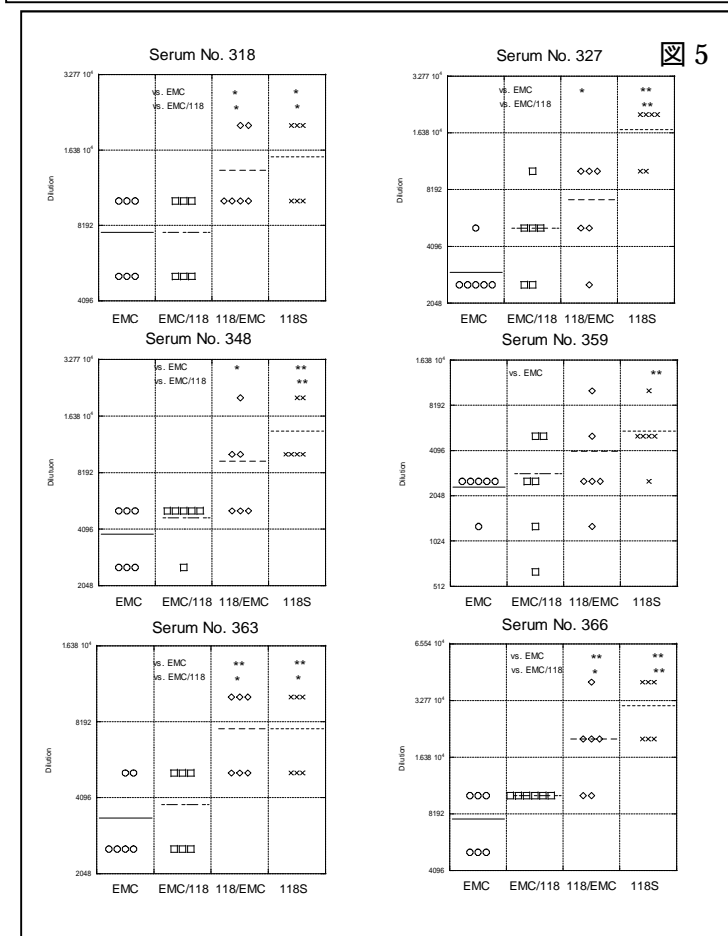 図 5
Serum No. 318
3.277 10⁴
vs. EMC * *
vs. EMC/118 * *
1.638 10⁴
Dilution
8192
4096
EMC EMC/118 118/EMC 118S
Serum No. 327
3.277 10⁴
vs. EMC * **
vs. EMC/118 **
1.638 10⁴
8192
Dilution
4096
2048
EMC EMC/118 118/EMC 118S
Serum No. 348
3.277 10⁴
vs. EMC * **
vs. EMC/118 **
1.638 10⁴
Dilutuon
8192
4096
2048
EMC EMC/118 118/EMC 118S
Serum No. 359
1.638 10⁴
vs. EMC **
8192
4096
Dilution
2048
1024
512
EMC EMC/118 118/EMC 118S
Serum No. 363
1.638 10⁴
vs. EMC ** **
vs. EMC/118 * *
8192
Dilution
4096
2048
EMC EMC/118 118/EMC 118S
Serum No. 366
6.554 10⁴
vs. EMC ** **
vs. EMC/118 * **
3.277 10⁴
1.638 10⁴
Dilution
8192
4096
EMC EMC/118 118/EMC 118S